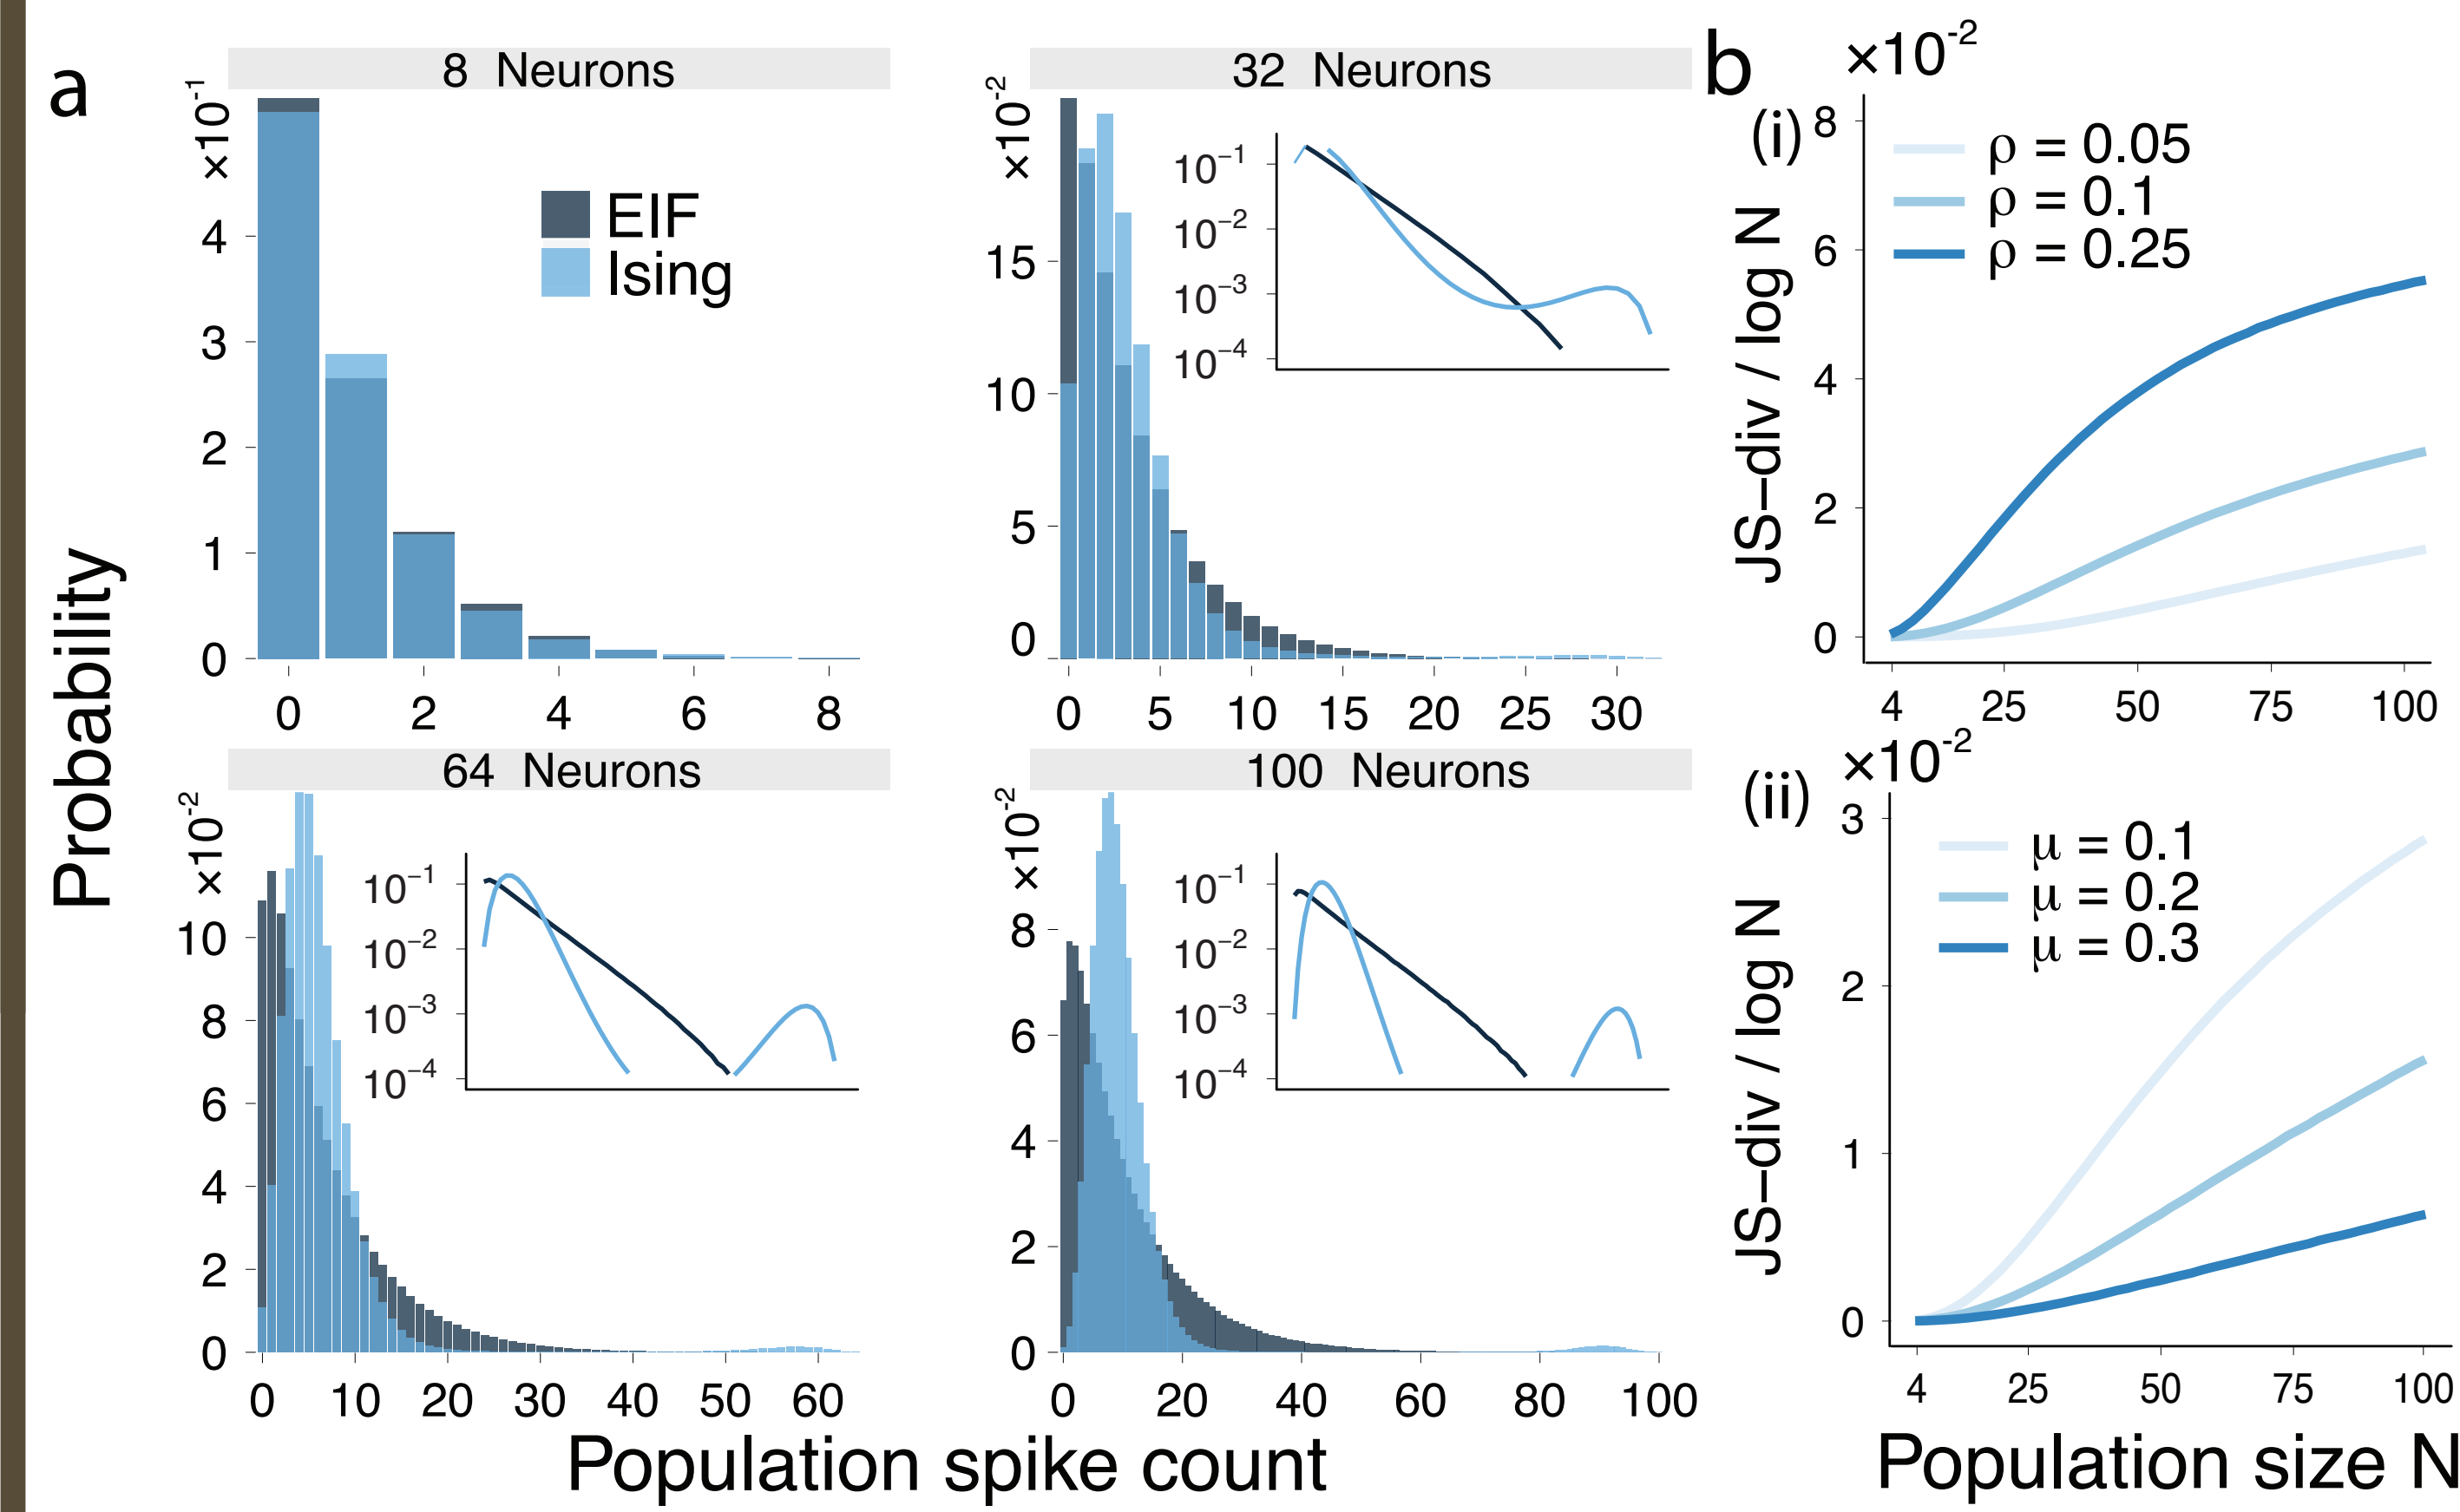 a
8 Neurons
×10⁻¹
4
3
2
1
0
EIF
Ising
0 2 4 6 8
32 Neurons
×10⁻²
15
10
5
0
10⁻¹
10⁻²
10⁻³
10⁻⁴
0 5 10 15 20 25 30
64 Neurons
×10⁻²
10
8
6
4
2
0
10⁻¹
10⁻²
10⁻³
10⁻⁴
0 10 20 30 40 50 60
100 Neurons
×10⁻²
8
6
4
2
0
10⁻¹
10⁻²
10⁻³
10⁻⁴
0 20 40 60 80 100
Probability
Population spike count
b
(i)
×10⁻²
8
6
4
2
0
ρ = 0.05
ρ = 0.1
ρ = 0.25
JS–div / log N
4 25 50 75 100
(ii)
×10⁻²
3
2
1
0
μ = 0.1
μ = 0.2
μ = 0.3
JS–div / log N
4 25 50 75 100
Population size N